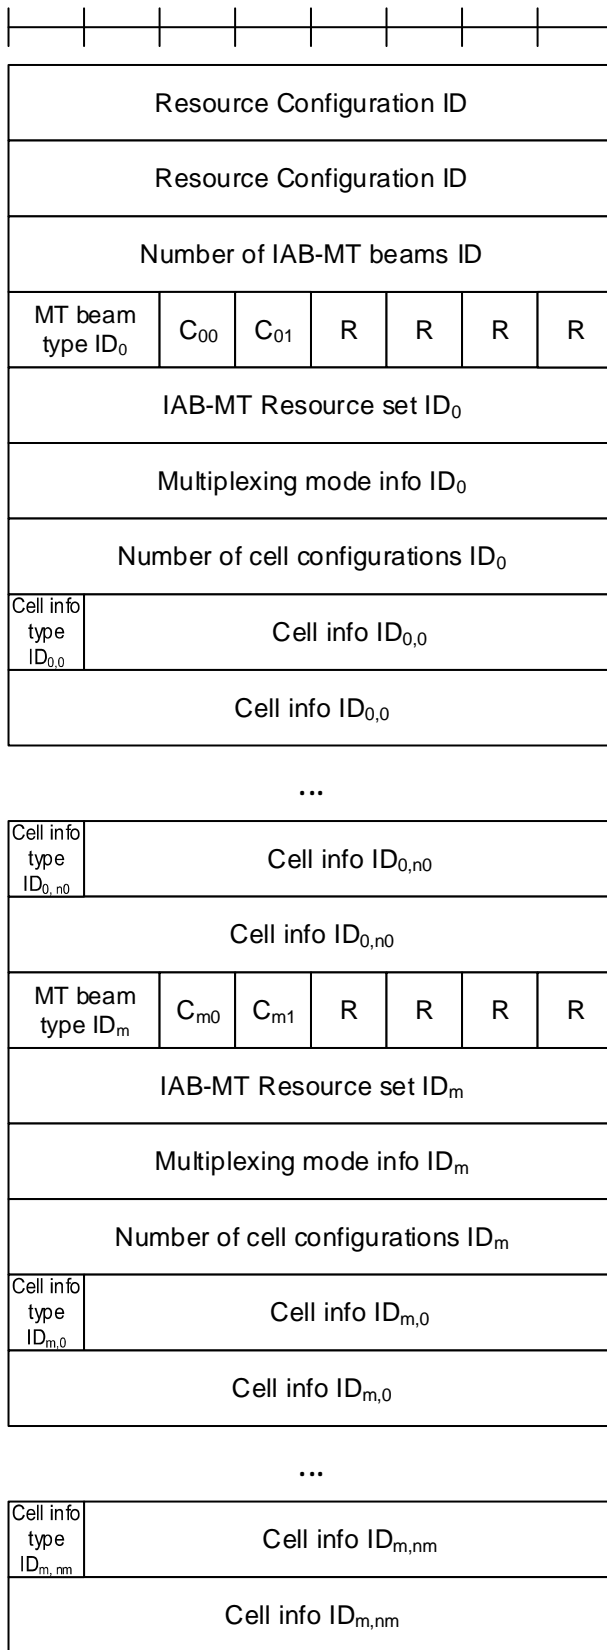 Resource Configuration ID
Resource Configuration ID
Number of IAB-MT beams ID
MT beam type ID₀ C₀₀ C₀₁ R R R R
IAB-MT Resource set ID₀
Multiplexing mode info ID₀
Number of cell configurations ID₀
Cell info type ID₀,₀ Cell info ID₀,₀
Cell info ID₀,₀
...
Cell info type ID₀, ₙ₀ Cell info ID₀,ₙ₀
Cell info ID₀,ₙ₀
MT beam type IDₘ Cₘ₀ Cₘ₁ R R R R
IAB-MT Resource set IDₘ
Multiplexing mode info IDₘ
Number of cell configurations IDₘ
Cell info type IDₘ,₀ Cell info IDₘ,₀
Cell info IDₘ,₀
...
Cell info type IDₘ, ₙₘ Cell info IDₘ,ₙₘ
Cell info IDₘ,ₙₘ